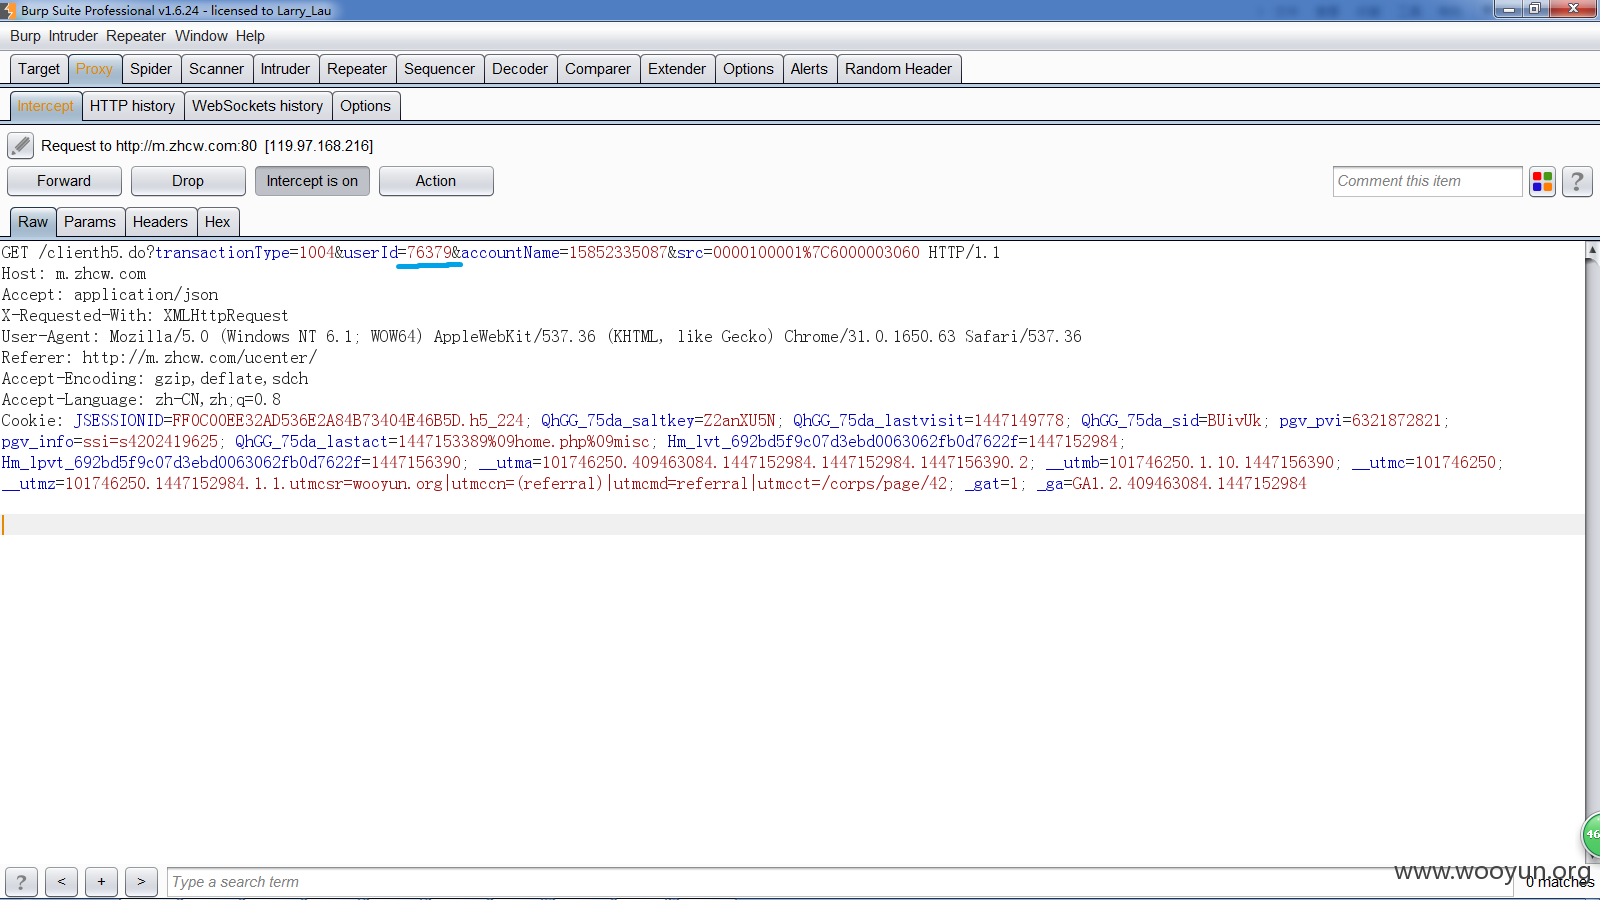 Burp Suite Professional v1.6.24 - licensed to Larry_Lau
Burp Intruder Repeater Window Help
Target Proxy Spider Scanner Intruder Repeater Sequencer Decoder Comparer Extender Options Alerts Random Header
Intercept HTTP history WebSockets history Options
Request to http://m.zhcw.com:80 [119.97.168.216]
Forward Drop Intercept is on Action Comment this item ?
Raw Params Headers Hex
GET /clienth5.do?transactionType=1004&userId=76379&accountName=15852335087&src=0000100001%7C6000003060 HTTP/1.1
Host: m.zhcw.com
Accept: application/json
X-Requested-With: XMLHttpRequest
User-Agent: Mozilla/5.0 (Windows NT 6.1; WOW64) AppleWebKit/537.36 (KHTML, like Gecko) Chrome/31.0.1650.63 Safari/537.36
Referer: http://m.zhcw.com/ucenter/
Accept-Encoding: gzip,deflate,sdch
Accept-Language: zh-CN,zh;q=0.8
Cookie: JSESSIONID=FF0C00EE32AD536E2A84B73404E46B5D.h5_224; QhGG_75da_saltkey=Z2anXU5N; QhGG_75da_lastvisit=1447149778; QhGG_75da_sid=BUivUk; pgv_pvi=6321872821;
pgv_info=ssi=s4202419625; QhGG_75da_lastact=1447153389%09home.php%09misc; Hm_lvt_692bd5f9c07d3ebd0063062fb0d7622f=1447152984;
Hm_lpvt_692bd5f9c07d3ebd0063062fb0d7622f=1447156390; __utma=101746250.409463084.1447152984.1447152984.1447156390.2; __utmb=101746250.1.10.1447156390; __utmc=101746250;
__utmz=101746250.1447152984.1.1.utmcsr=wooyun.org|utmccn=(referral)|utmcmd=referral|utmcct=/corps/page/42; _gat=1; _ga=GA1.2.409463084.1447152984
46
www.wooyun.org
? < + > Type a search term 0 matches